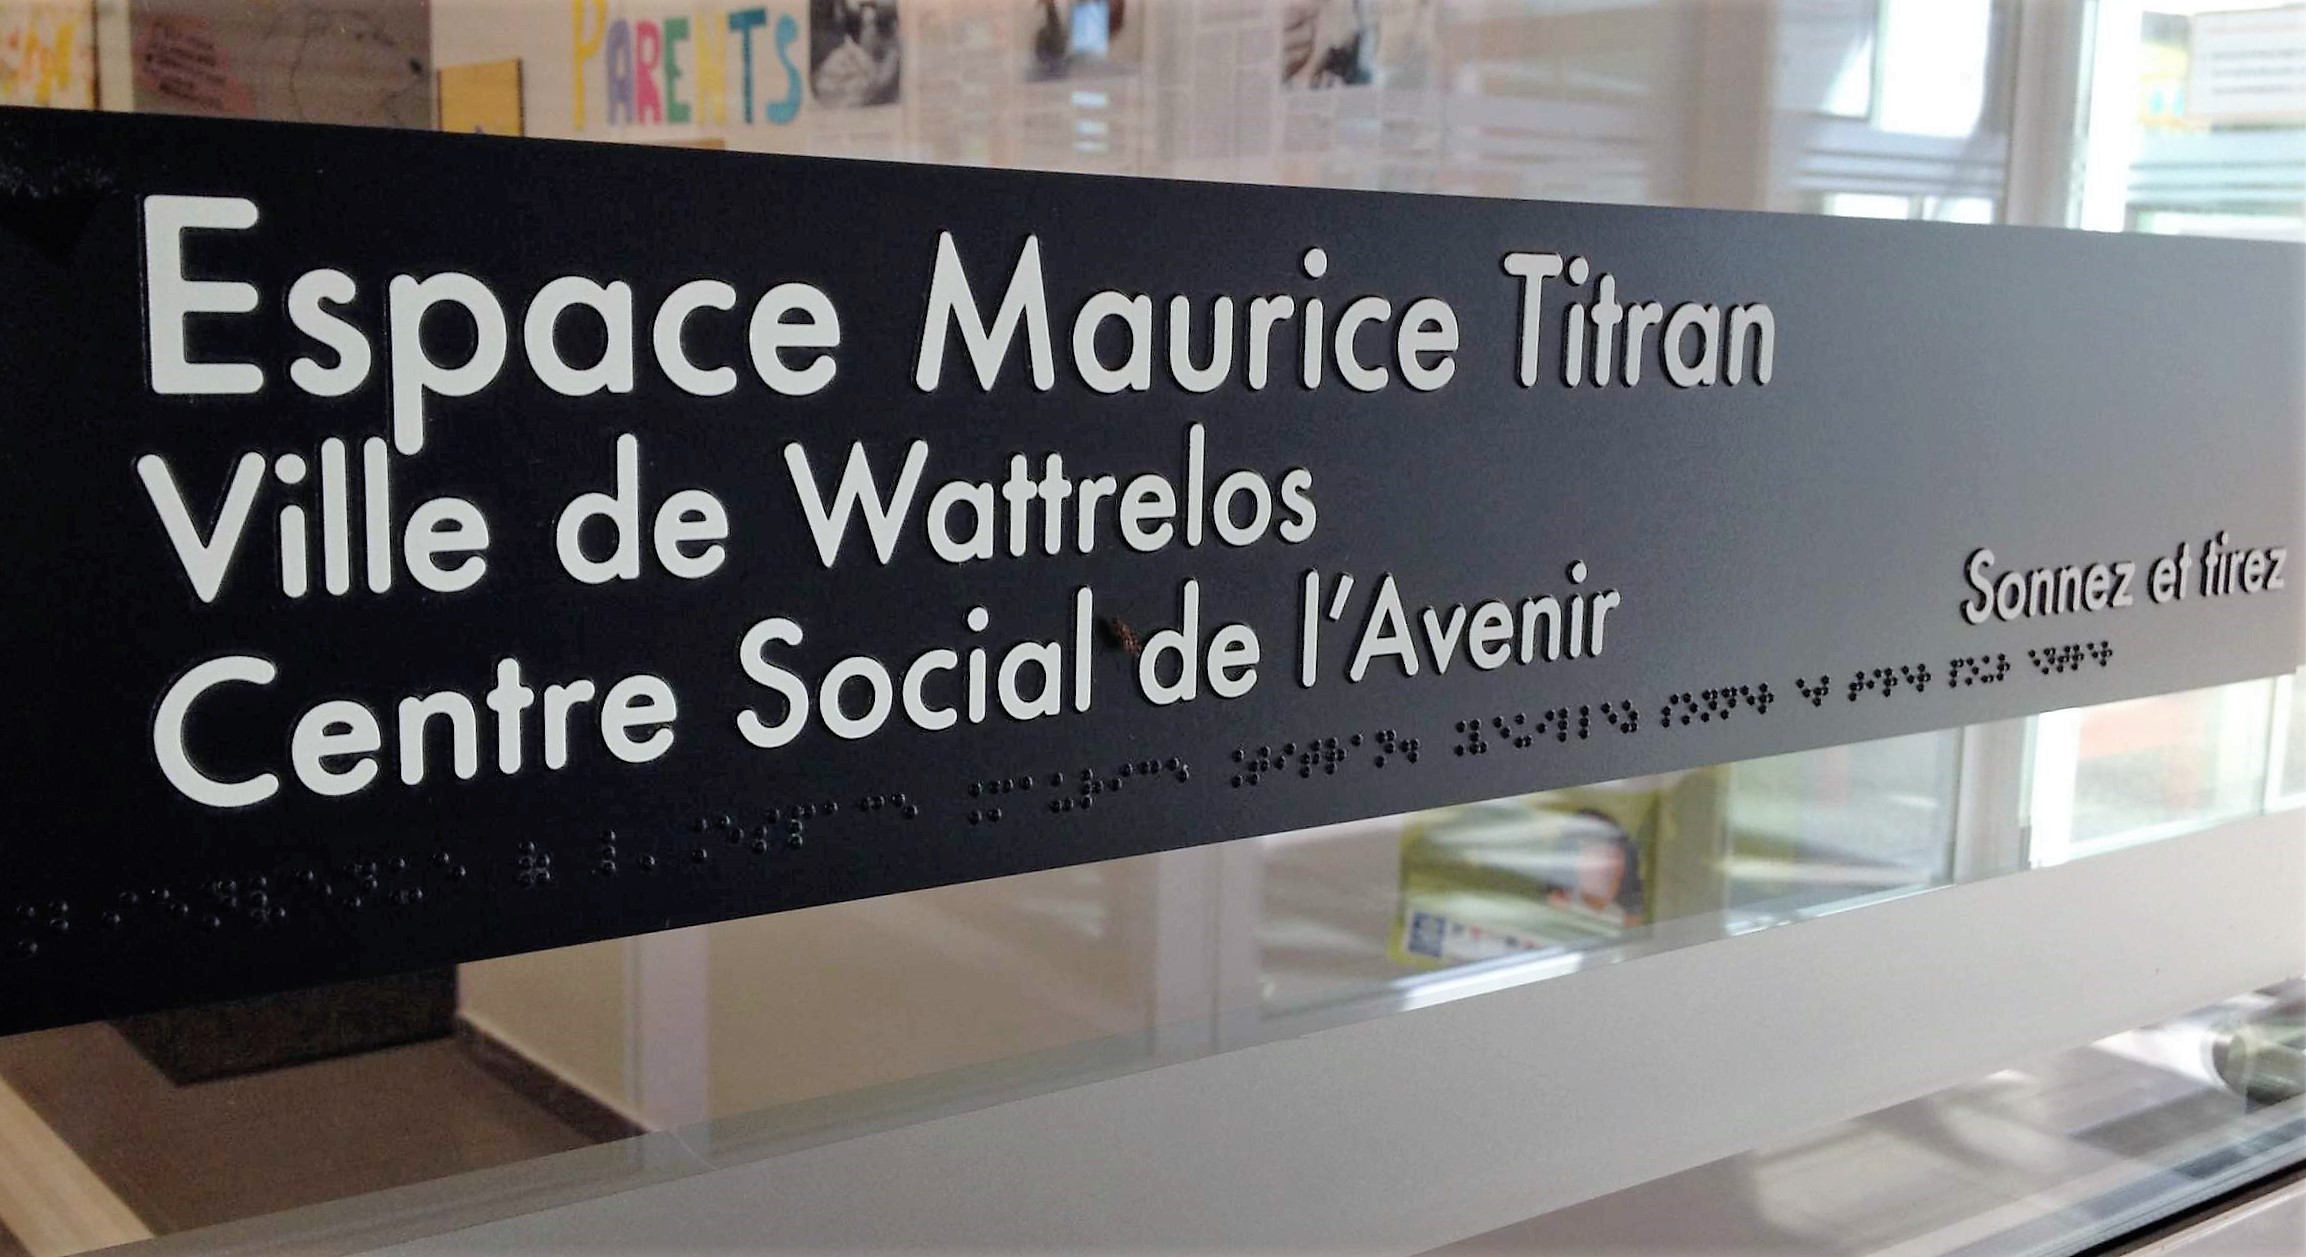 PARENTS
Espace Maurice Titran
Ville de Wattrelos
Centre Social de l'Avenir
Sonnez et tirez